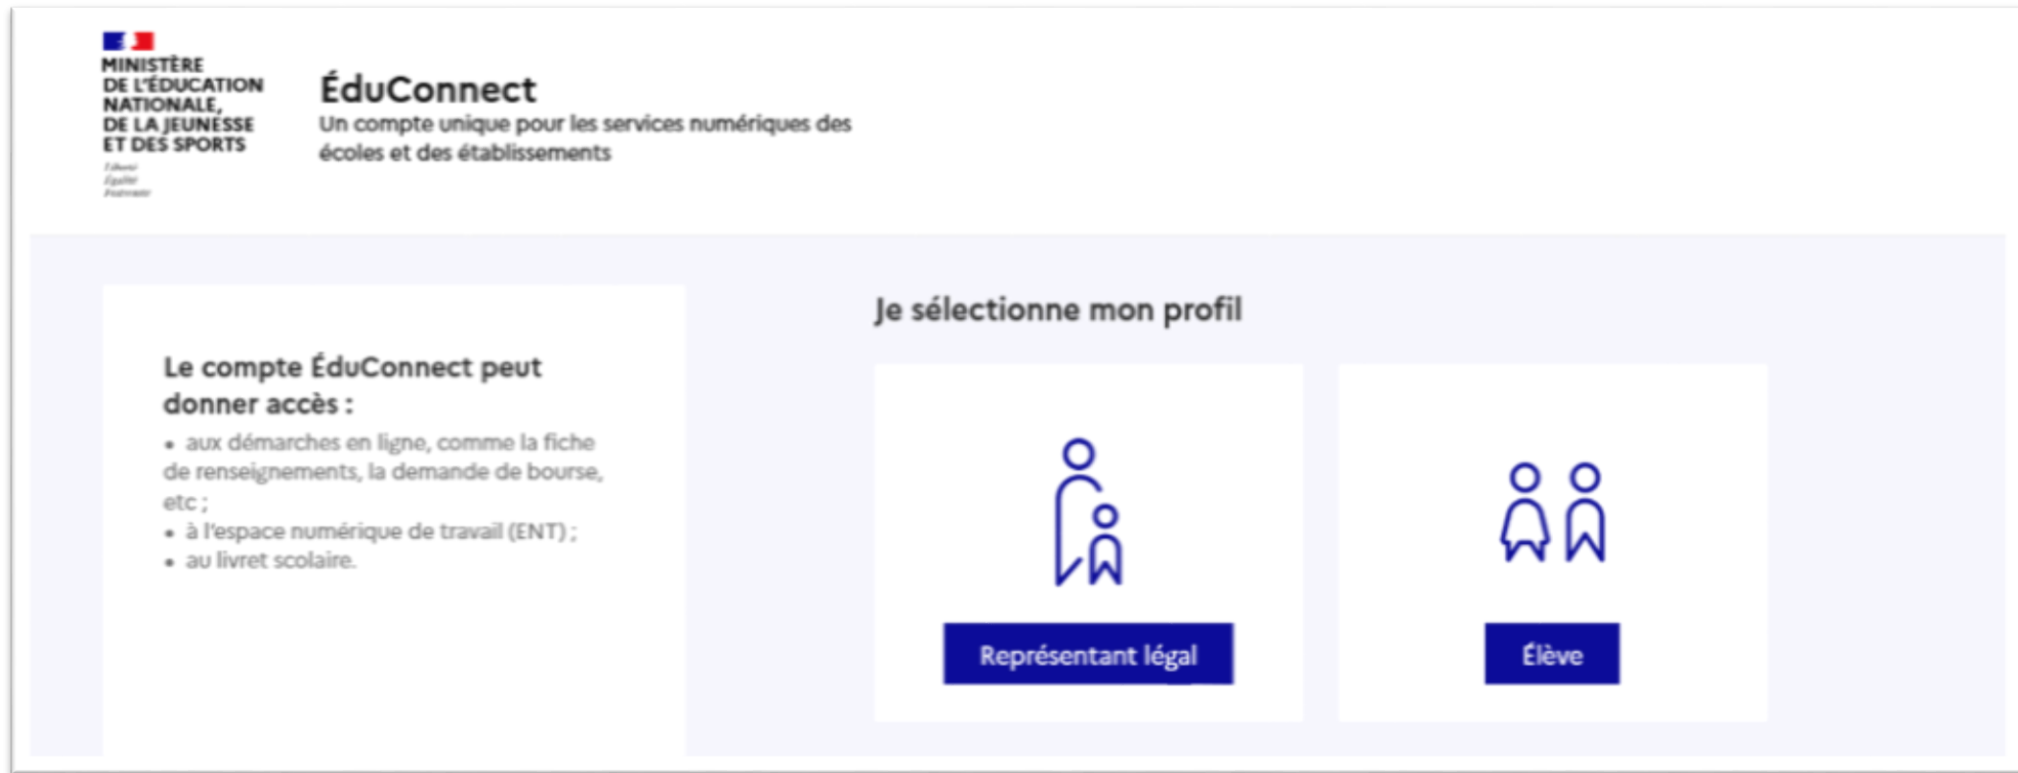 MINISTÈRE
DE L'ÉDUCATION
NATIONALE,
DE LA JEUNESSE
ET DES SPORTS
Liberté
Égalité
Fraternité
ÉduConnect
Un compte unique pour les services numériques des
écoles et des établissements
Le compte ÉduConnect peut
donner accès :
• aux démarches en ligne, comme la fiche
de renseignements, la demande de bourse,
etc ;
• à l'espace numérique de travail (ENT) ;
• au livret scolaire.
Je sélectionne mon profil
Représentant légal
Élève